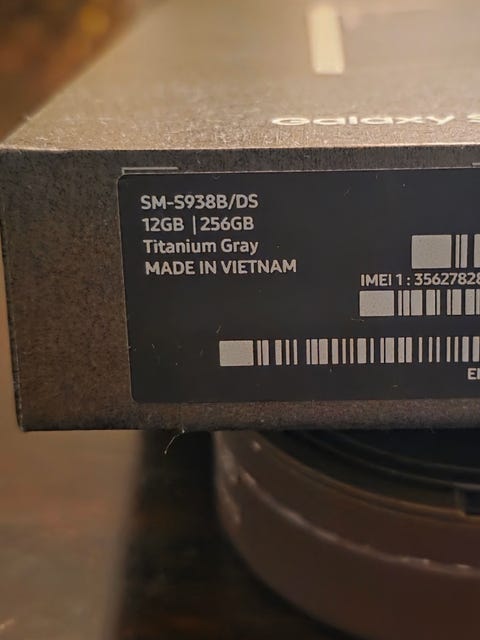 Galaxy S
SM-S938B/DS
12GB | 256GB
Titanium Gray
MADE IN VIETNAM
IMEI 1 : 35627828